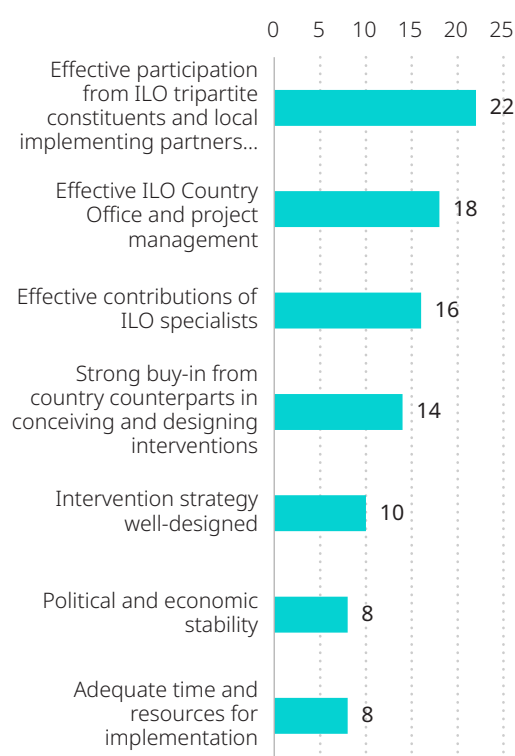 0 5 10 15 20 25
Effective participation
from ILO tripartite
constituents and local
implementing partners...
22
Effective ILO Country
Office and project
management
18
Effective contributions of
ILO specialists
16
Strong buy-in from
country counterparts in
conceiving and designing
interventions
14
Intervention strategy
well-designed
10
Political and economic
stability
8
Adequate time and
resources for
implementation
8